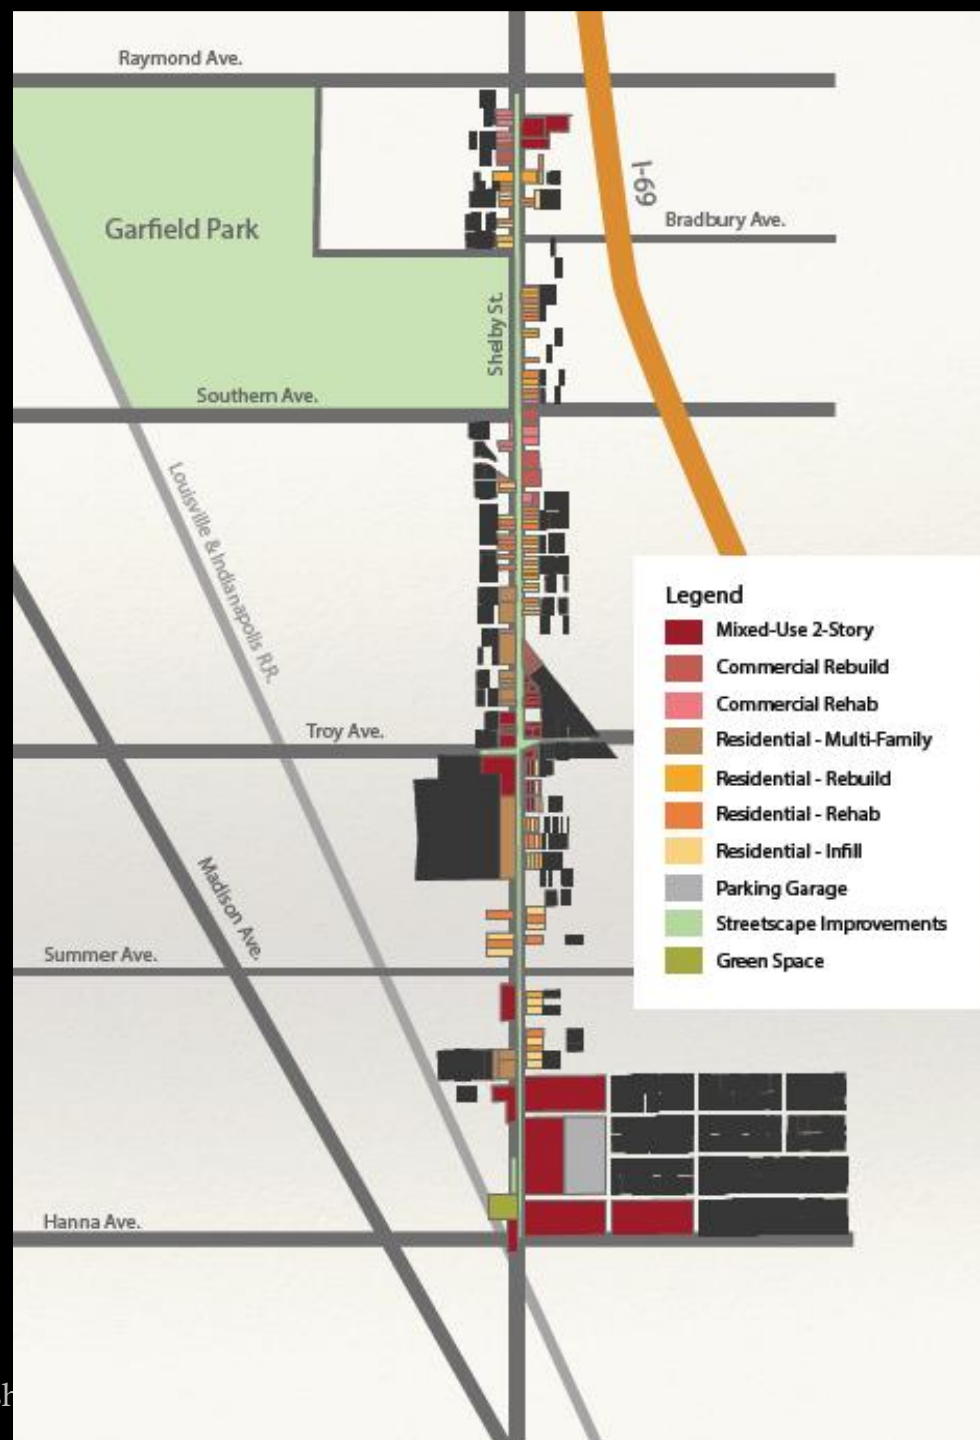 Raymond Ave.
I-69
Garfield Park
Bradbury Ave.
Shelby St.
Southern Ave.
Louisville & Indianapolis R.R.
Legend
Mixed-Use 2-Story
Commercial Rebuild
Commercial Rehab
Troy Ave.
Residential - Multi-Family
Residential - Rebuild
Residential - Rehab
Residential - Infill
Madison Ave.
Parking Garage
Streetscape Improvements
Summer Ave.
Green Space
Hanna Ave.